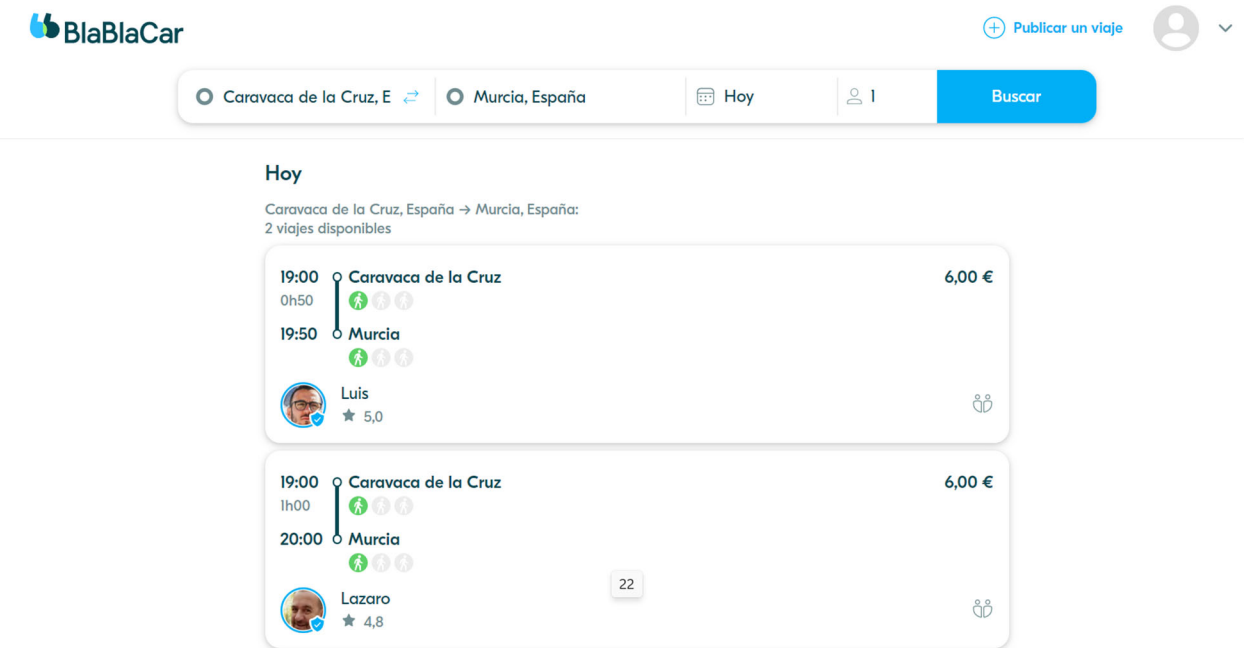 BlaBlaCar
Publicar un viaje
Caravaca de la Cruz, E
Murcia, España
Hoy
1
Buscar
Hoy
Caravaca de la Cruz, España → Murcia, España:
2 viajes disponibles
19:00 Caravaca de la Cruz 6,00 €
0h50
19:50 Murcia
Luis
5,0
19:00 Caravaca de la Cruz 6,00 €
1h00
20:00 Murcia
22
Lazaro
4,8